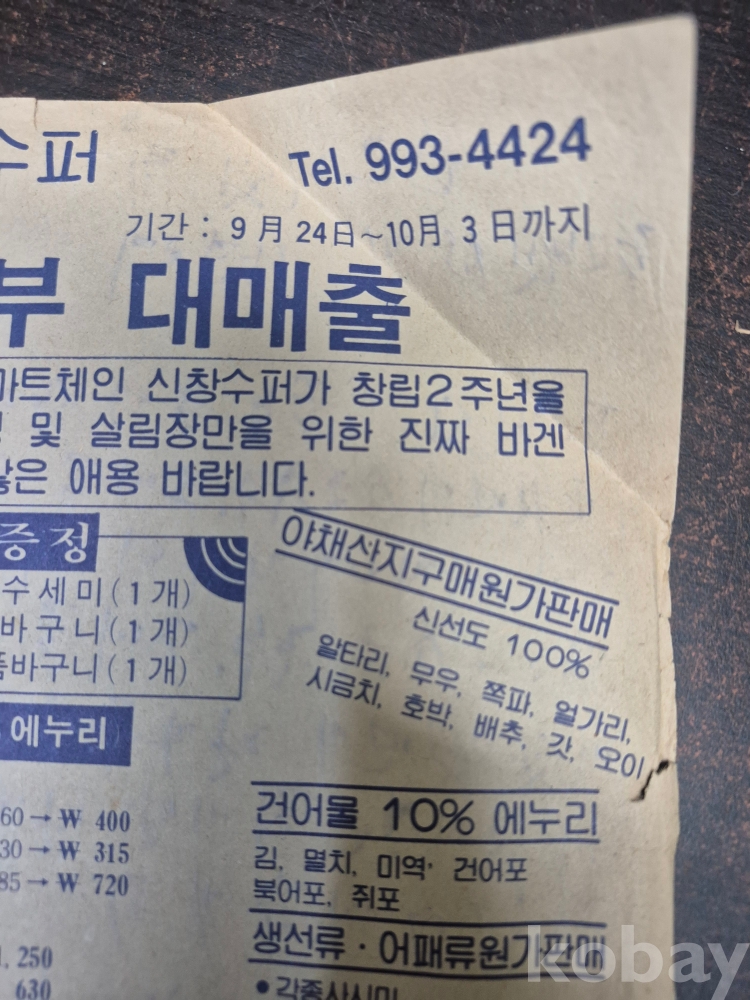 수퍼
Tel. 993-4424
기간 : 9月 24日~10月 3日까지
부 대매출
마트체인 신창수퍼가 창립2주년을
및 살림장만을 위한 진짜 바겐
많은 애용 바랍니다.
증정
수세미(1개)
바구니(1개)
바구니(1개)
에누리
60→₩ 400
30→₩ 315
85→₩ 720
250
630
야채산지구매원가판매
신선도 100%
알타리, 무우, 쪽파, 얼가리,
시금치, 호박, 배추, 갓, 오이
건어물 10% 에누리
김, 멸치, 미역· 건어포
북어포, 쥐포
생선류·어패류원가판매
• 각종사시미
kobay